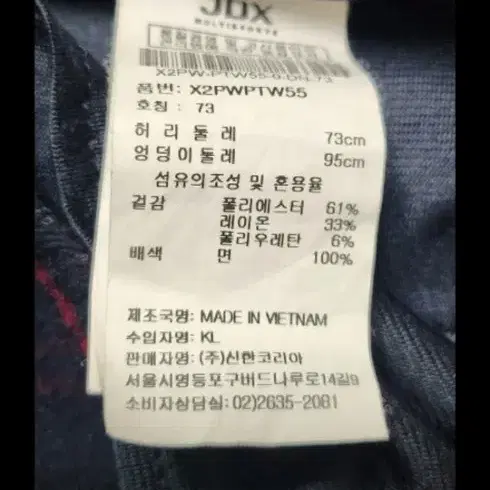 JDX
MULTISPORTS
X2PW-PTW55-0-DN-73
품번: X2PWPTW55
호칭 : 73
허리둘레 73cm
엉덩이둘레 95cm
섬유의조성 및 혼용율
겉감 폴리에스터 61%
레이온 33%
폴리우레탄 6%
배색 면 100%
제조국명: MADE IN VIETNAM
수입자명: KL
판매자명: (주)신한코리아
서울시영등포구버드나루로14길9
소비자상담실: 02)2635-2081